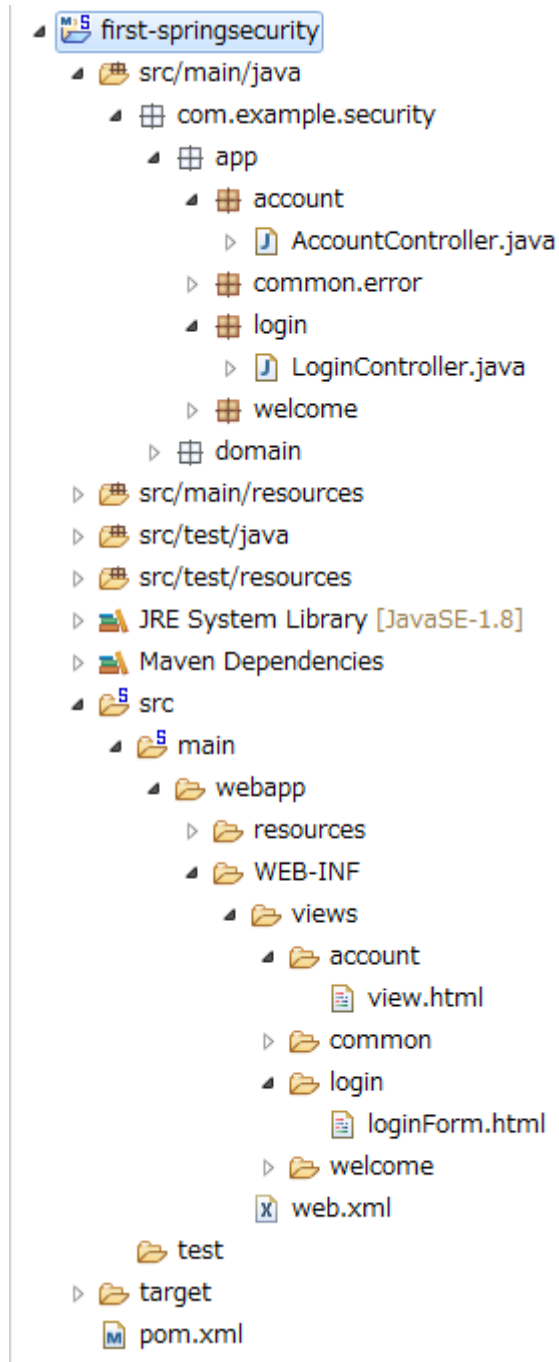 first-springsecurity
src/main/java
com.example.security
app
account
AccountController.java
common.error
login
LoginController.java
welcome
domain
src/main/resources
src/test/java
src/test/resources
JRE System Library [JavaSE-1.8]
Maven Dependencies
src
main
webapp
resources
WEB-INF
views
account
view.html
common
login
loginForm.html
welcome
web.xml
test
target
pom.xml